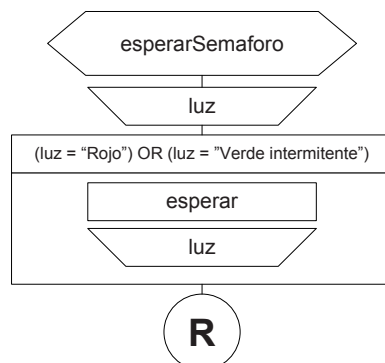 esperarSemaforo
luz
(luz = “Rojo”) OR (luz = ”Verde intermitente”)
esperar
luz
R